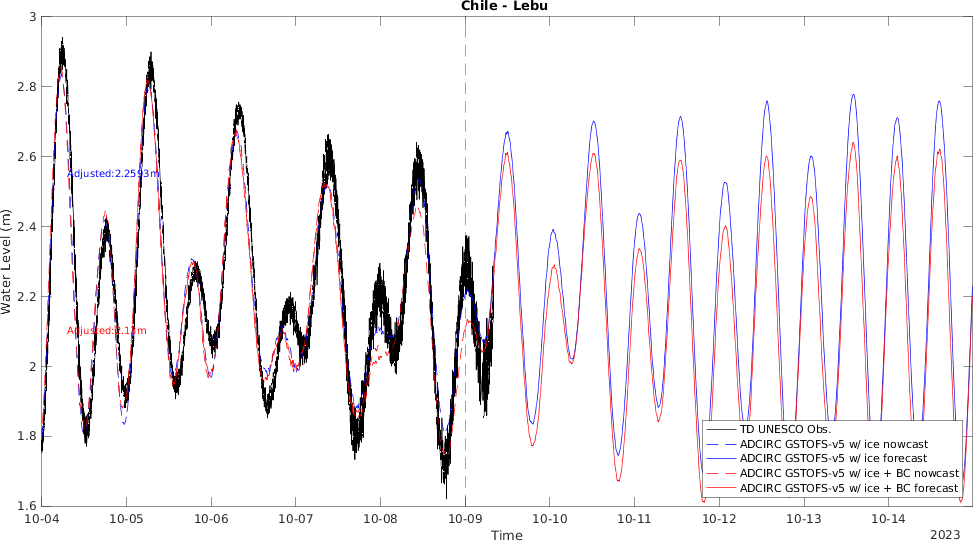 Chile - Lebu
3
2.8
2.6
2.4
2.2
2
1.8
1.6
Water Level (m)
Adjusted:2.2593m
TD UNESCO Obs.
ADCIRC GSTOFS-v5 w/ ice nowcast
ADCIRC GSTOFS-v5 w/ ice forecast
ADCIRC GSTOFS-v5 w/ ice + BC nowcast
ADCIRC GSTOFS-v5 w/ ice + BC forecast
10-04 10-05 10-06 10-07 10-08 10-09 10-10 10-11 10-12 10-13 10-14
Time
2023